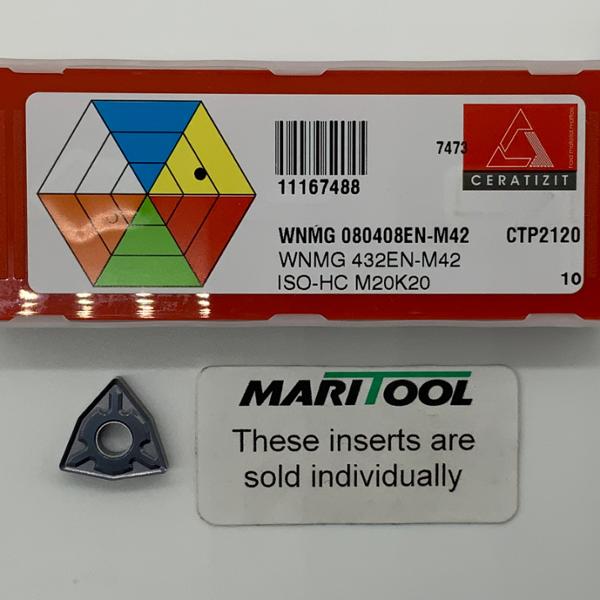 7473
CERATIZIT
11167488
WNMG 080408EN-M42 CTP2120
WNMG 432EN-M42
ISO-HC M20K20
10
MARITOOL
These inserts are
sold individually